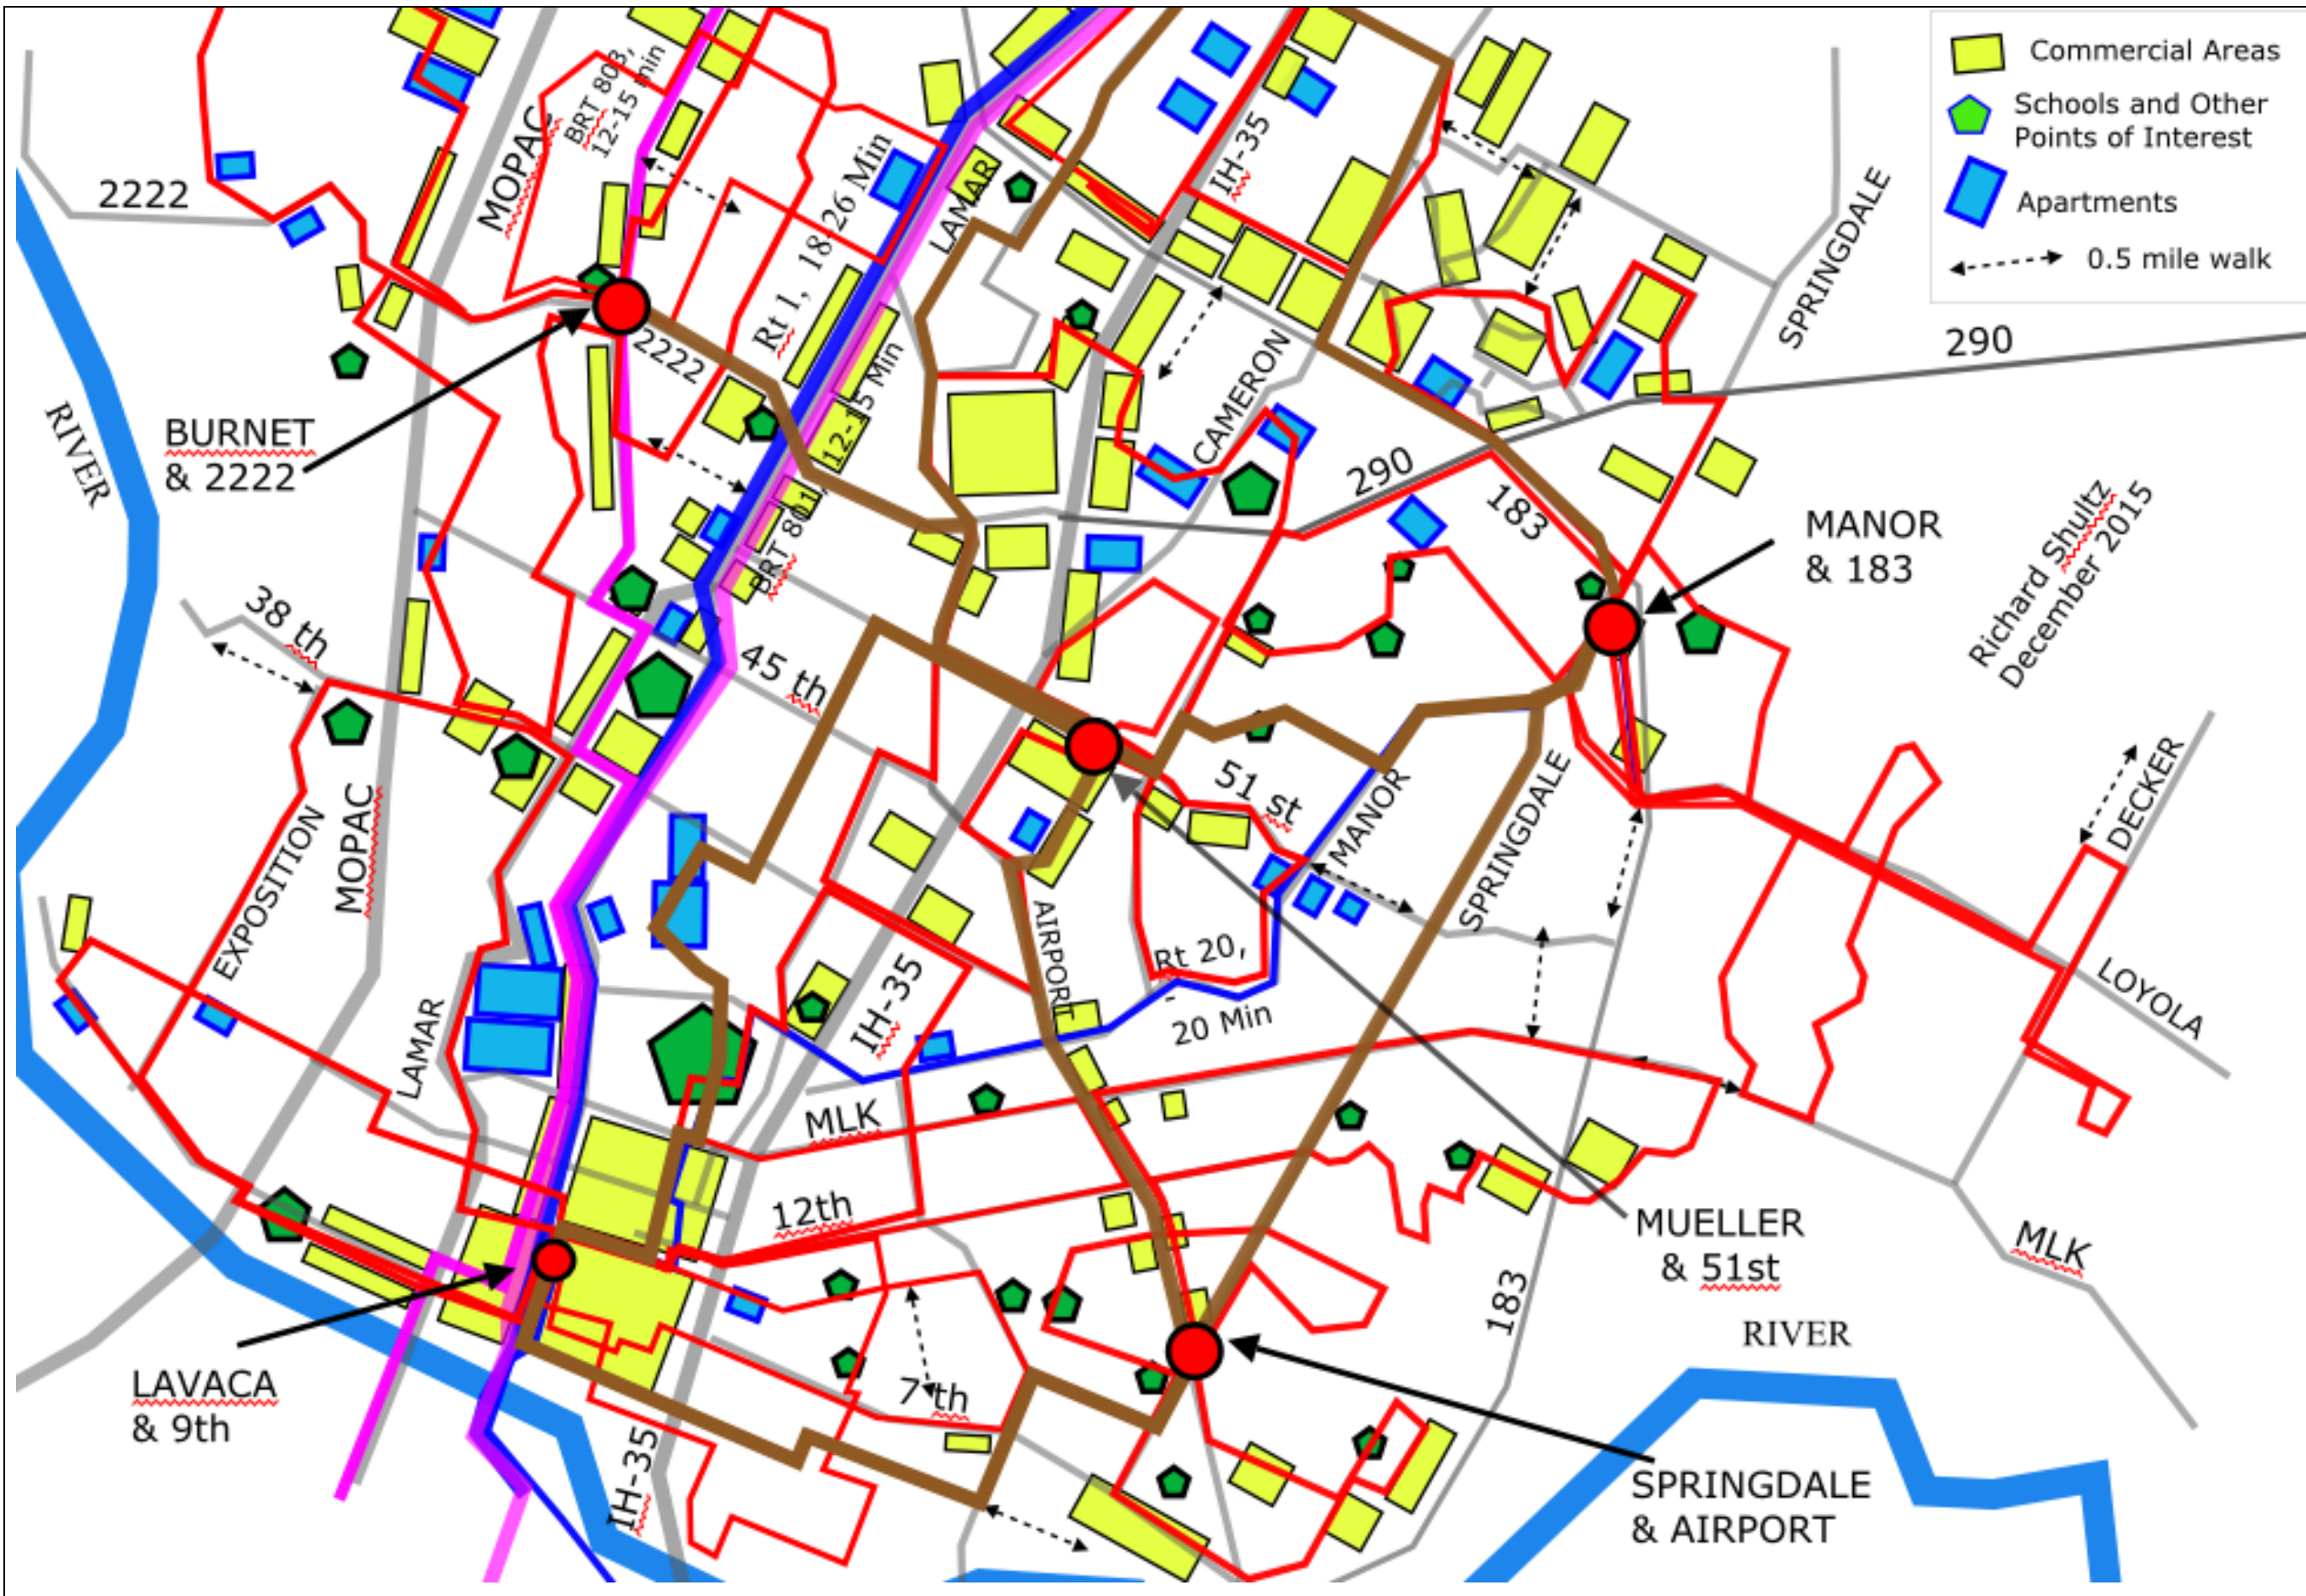 Commercial Areas
Schools and Other
Points of Interest
Apartments
0.5 mile walk
2222
MOPAC
BRT 803,
12-15 min
Rt 1, 18-26 Min
LAMAR
IH-35
SPRINGDALE
290
2222
12-15 Min
BRT 801,
CAMERON
290
183
RIVER
BURNET
& 2222
MANOR
& 183
Richard Shultz
December 2015
38 th
45 th
51 st
MANOR
SPRINGDALE
DECKER
EXPOSITION
MOPAC
LAMAR
IH-35
AIRPORT
Rt 20,
-
20 Min
LOYOLA
MLK
12th
MUELLER
& 51st
MLK
183
RIVER
LAVACA
& 9th
7 th
IH-35
SPRINGDALE
& AIRPORT